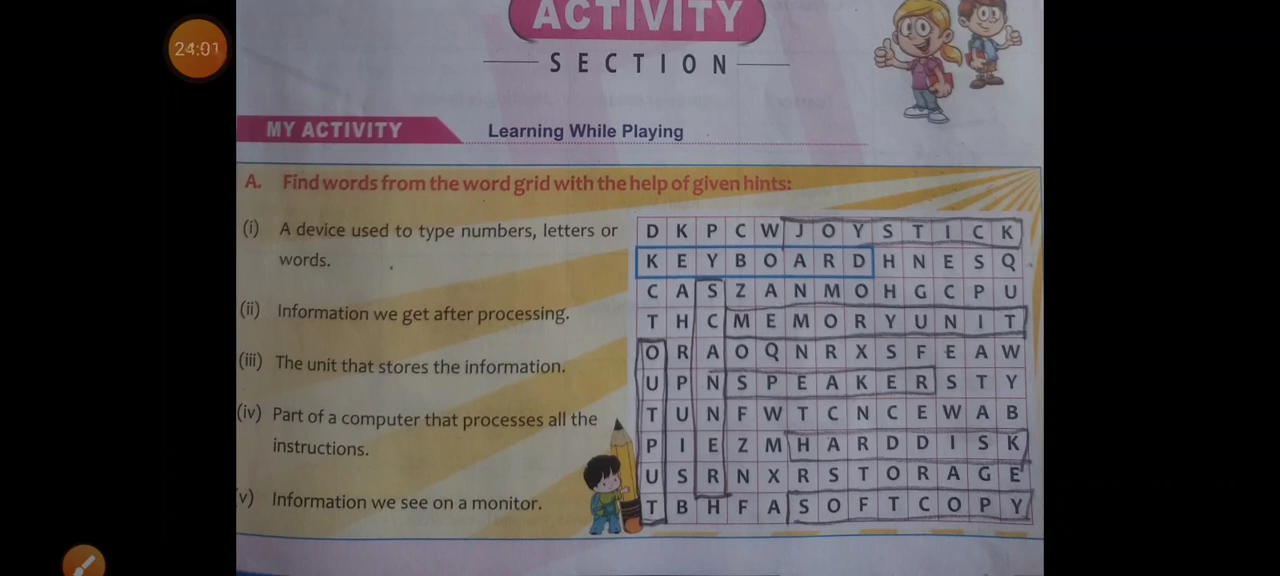 24:01
ACTIVITY
SECTION
MY ACTIVITY Learning While Playing
A. Find words from the word grid with the help of given hints:
(i) A device used to type numbers, letters or
words.
(ii) Information we get after processing.
(iii) The unit that stores the information.
(iv) Part of a computer that processes all the
instructions.
v) Information we see on a monitor.
D K P C W J O Y S T I C K
K E Y B O A R D H N E S Q
C A S Z A N M O H G C P U
T H C M E M O R Y U N I T
O R A O Q N R X S F E A W
U P N S P E A K E R S T Y
T U N F W T C N C E W A B
P I E Z M H A R D D I S K
U S R N X R S T O R A G E
T B H F A S O F T C O P Y